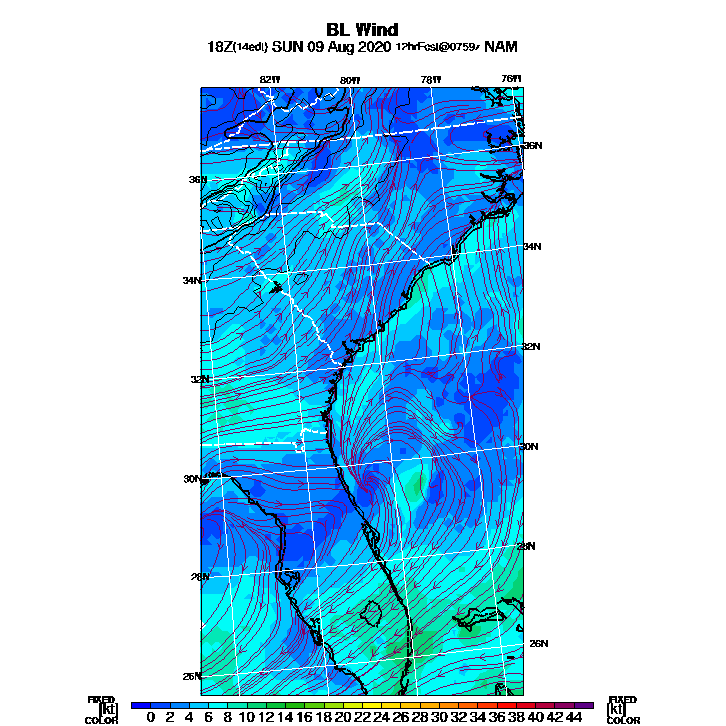 BL Wind
18Z(14edt) SUN 09 Aug 2020 12hrFcst@0759z NAM
82W 80W 78W 76W
36N 36N
34N 34N
32N 32N
30N 30N
28N 28N
26N 26N
FIXED FIXED
[kt] 0 2 4 6 8 10 12 14 16 18 20 22 24 26 28 30 32 34 36 38 40 42 44 [kt]
COLOR COLOR